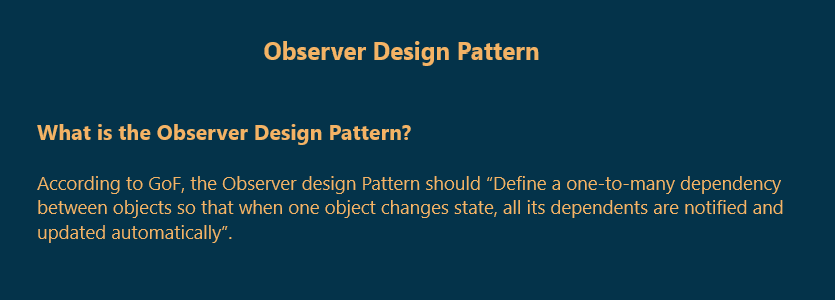 Observer Design Pattern
What is the Observer Design Pattern?
According to GoF, the Observer design Pattern should “Define a one-to-many dependency
between objects so that when one object changes state, all its dependents are notified and
updated automatically”.